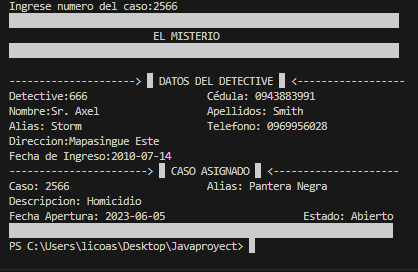 Ingrese numero del caso:2566
EL MISTERIO
--------------------> DATOS DEL DETECTIVE <------------------
Detective:666 Cédula: 0943883991
Nombre:Sr. Axel Apellidos: Smith
Alias: Storm Telefono: 0969956028
Direccion:Mapasingue Este
Fecha de Ingreso:2010-07-14
----------------------> CASO ASIGNADO <---------------------
Caso: 2566 Alias: Pantera Negra
Descripcion: Homicidio
Fecha Apertura: 2023-06-05 Estado: Abierto
PS C:\Users\licoas\Desktop\Javaproyect>